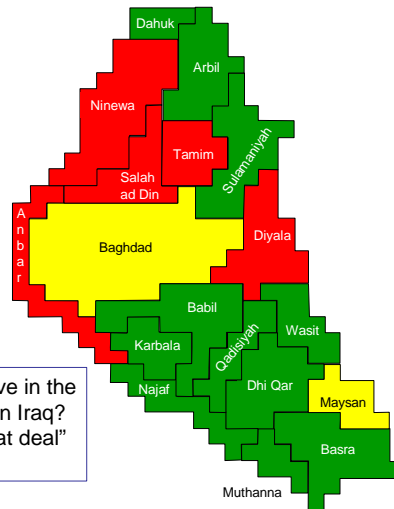 Dahuk
Arbil
Ninewa
Tamim
Sulamaniyah
Salah
ad Din
Anbar
Baghdad
Diyala
Babil
Karbala
Qadisiyah
Wasit
Najaf
Dhi Qar
Maysan
Basra
Muthanna
ve in the
n Iraq?
at deal”